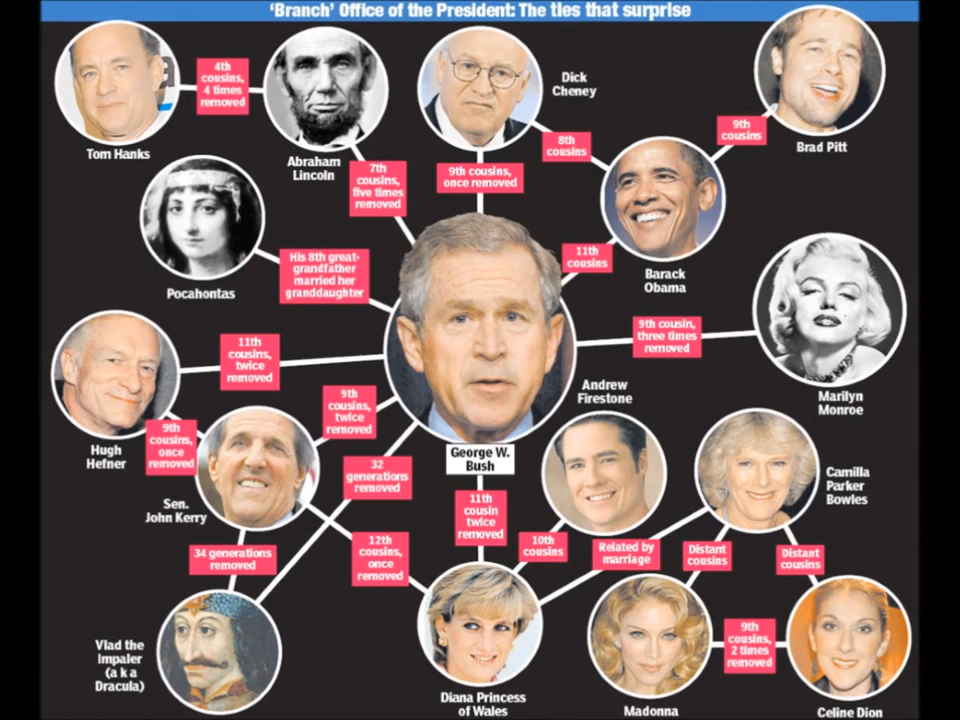 'Branch' Office of the President: The ties that surprise
4th
cousins,
4 times
removed
Tom Hanks
Abraham
Lincoln
Dick
Cheney
8th
cousins
9th
cousins
Brad Pitt
7th
cousins,
five times
removed
9th cousins,
once removed
11th
cousins
Barack
Obama
Pocahontas
His 8th great-
grandfather
married her
granddaughter
11th
cousins,
twice
removed
9th cousin,
three times
removed
Marilyn
Monroe
Hugh
Hefner
9th
cousins,
once
removed
9th
cousins,
twice
removed
George W.
Bush
Andrew
Firestone
Camilla
Parker
Bowles
Sen.
John Kerry
32
generations
removed
11th
cousin
twice
removed
34 generations
removed
12th
cousins,
once
removed
10th
cousins
Related by
marriage
Distant
cousins
Distant
cousins
Vlad the
Impaler
(a k a
Dracula)
Diana Princess
of Wales
Madonna
9th
cousins,
2 times
removed
Celine Dion